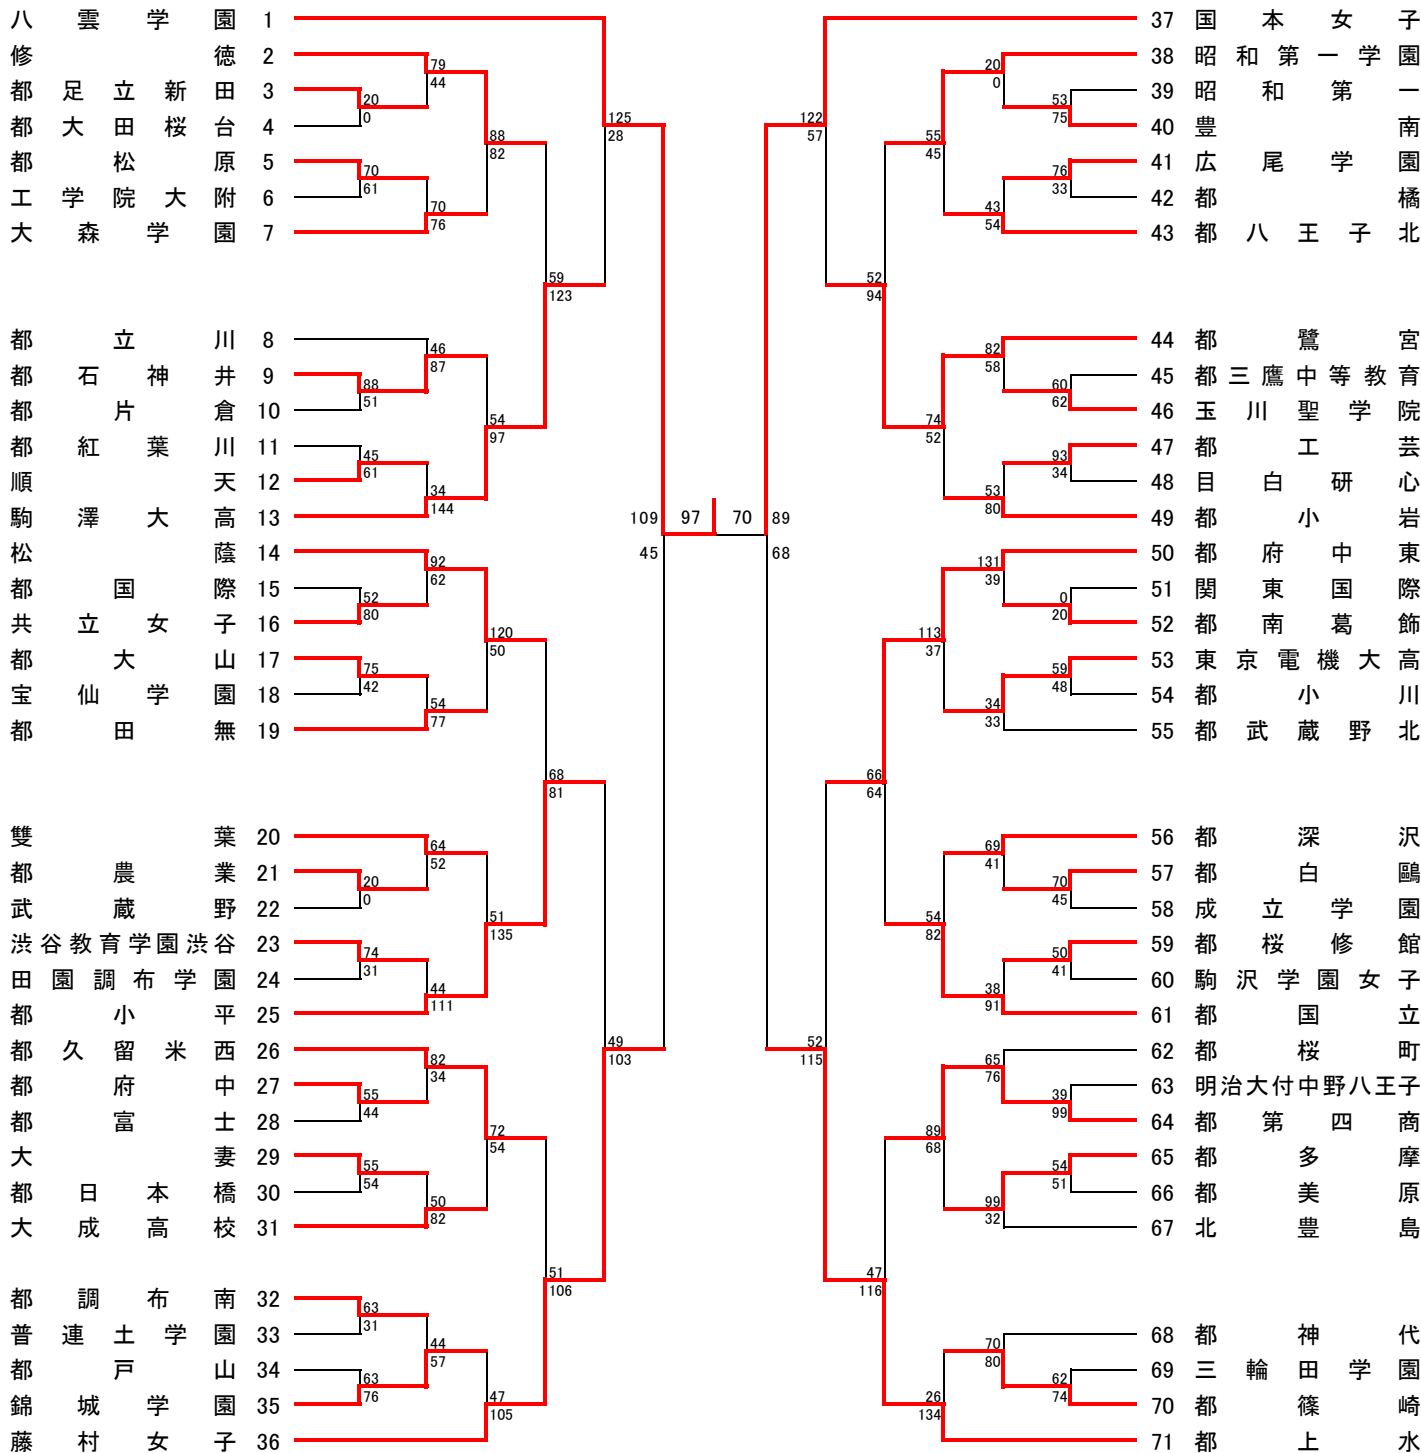 八雲学園 1
修徳 2
都足立新田 3
都大田桜台 4
都松原 5
工学院大附 6
大森学園 7
都立川 8
都石神井 9
都片倉 10
都紅葉川 11
順天 12
駒澤大高 13
松蔭 14
都国際 15
共立女子 16
都大山 17
宝仙学園 18
都田無 19
雙葉 20
都農業 21
武蔵野 22
渋谷教育学園渋谷 23
田園調布学園 24
都小平 25
都久留米西 26
都府中 27
都富士 28
大妻 29
都日本橋 30
大成高校 31
都調布南 32
普連土学園 33
都戸山 34
錦城学園 35
藤村女子 36
20
0
70
61
88
51
45
61
52
80
75
42
20
0
74
31
55
44
55
54
63
31
63
76
79
44
70
76
46
87
34
144
92
62
54
77
64
52
44
111
82
34
50
82
44
57
88
82
54
97
120
50
51
135
72
54
47
105
59
123
68
81
51
106
125
28
49
103
109
45
97
70
89
68
122
57
52
115
52
94
66
64
47
116
55
45
74
52
113
37
54
82
89
68
26
134
20
0
43
54
82
58
53
80
131
39
34
33
69
41
38
91
65
76
99
32
70
80
53
75
76
33
60
62
93
34
0
20
59
48
70
45
50
41
39
99
54
51
62
74
37 国本女子
38 昭和第一学園
39 昭和第一
40 豊南
41 広尾学園
42 都橘
43 都八王子北
44 都鷺宮
45 都三鷹中等教育
46 玉川聖学院
47 都工芸
48 目白研心
49 都小岩
50 都府中東
51 関東国際
52 都南葛飾
53 東京電機大高
54 都小川
55 都武蔵野北
56 都深沢
57 都白鷗
58 成立学園
59 都桜修館
60 駒沢学園女子
61 都国立
62 都桜町
63 明治大付中野八王子
64 都第四商
65 都多摩
66 都美原
67 北豊島
68 都神代
69 三輪田学園
70 都篠崎
71 都上水